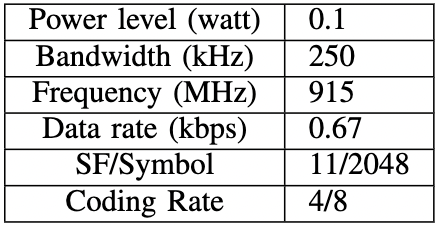 Power level (watt) 0.1
Bandwidth (kHz) 250
Frequency (MHz) 915
Data rate (kbps) 0.67
SF/Symbol 11/2048
Coding Rate 4/8